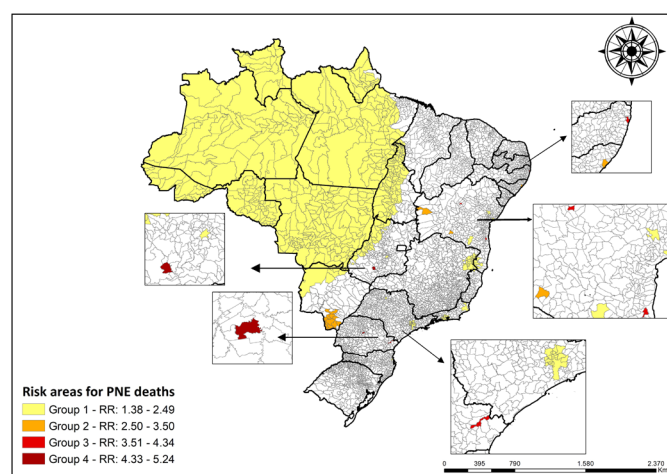 Risk areas for PNE deaths
Group 1 - RR: 1.38 - 2.49
Group 2 - RR: 2.50 - 3.50
Group 3 - RR: 3.51 - 4.34
Group 4 - RR: 4.33 - 5.24
0 395 790 1.580 2.370
Km